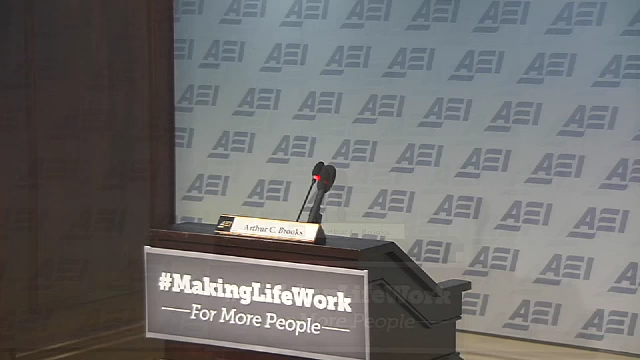 AEI
Arthur C. Brooks
#MakingLifeWork
For More People